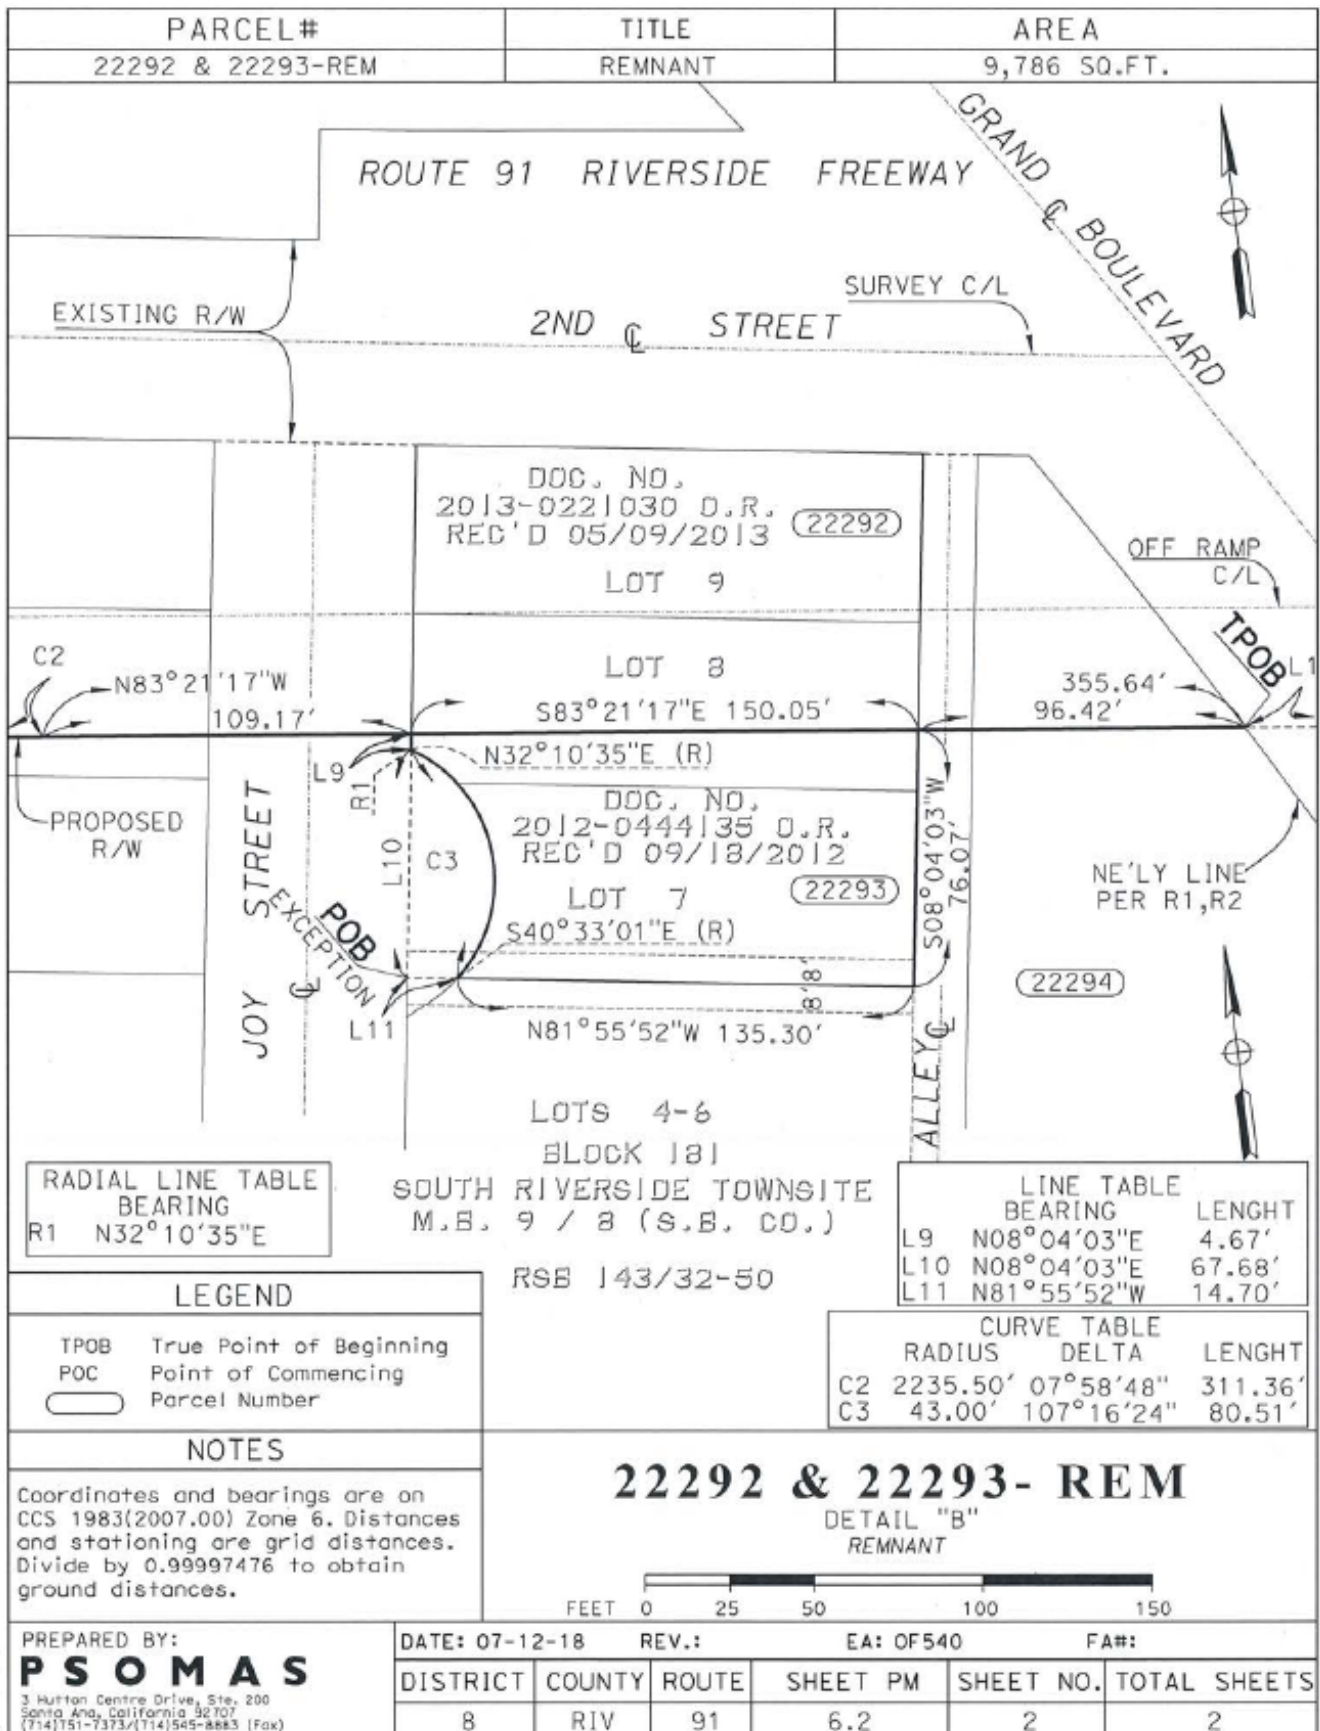 PARCEL# TITLE AREA
22292 & 22293-REM REMNANT 9,786 SQ.FT.
ROUTE 91 RIVERSIDE FREEWAY
GRAND ℄ BOULEVARD
EXISTING R/W
SURVEY C/L
2ND ℄ STREET
DOC. NO.
2013-0221030 O.R.
REC'D 05/09/2013
22292
LOT 9
OFF RAMP
C/L
TPOB
L1
C2
LOT 8
N83°21'17"W
109.17'
S83°21'17"E 150.05'
355.64'
96.42'
N32°10'35"E (R)
L9
R1
PROPOSED
R/W
JOY ℄ STREET
L10
C3
DOC. NO.
2012-0444135 O.R.
REC'D 09/18/2012
LOT 7
22293
S08°04'03"W
76.07'
NE'LY LINE
PER R1,R2
POB
EXCEPTION
S40°33'01"E (R)
8'
8'
22294
L11
N81°55'52"W 135.30'
ALLEY ℄
LOTS 4-6
BLOCK 181
SOUTH RIVERSIDE TOWNSITE
M.B. 9 / 8 (S.B. CO.)
RSB 143/32-50
RADIAL LINE TABLE
BEARING
R1 N32°10'35"E
LINE TABLE
BEARING LENGHT
L9 N08°04'03"E 4.67'
L10 N08°04'03"E 67.68'
L11 N81°55'52"W 14.70'
CURVE TABLE
RADIUS DELTA LENGHT
C2 2235.50' 07°58'48" 311.36'
C3 43.00' 107°16'24" 80.51'
LEGEND
TPOB True Point of Beginning
POC Point of Commencing
Parcel Number
NOTES
Coordinates and bearings are on
CCS 1983(2007.00) Zone 6. Distances
and stationing are grid distances.
Divide by 0.99997476 to obtain
ground distances.
22292 & 22293- REM
DETAIL "B"
REMNANT
FEET 0 25 50 100 150
PREPARED BY:
PSOMAS
3 Hutton Centre Drive, Ste. 200
Santa Ana, California 92707
(714)751-7373/(714)545-8883 (Fax)
DATE: 07-12-18 REV.: EA: 0F540 FA#:
DISTRICT COUNTY ROUTE SHEET PM SHEET NO. TOTAL SHEETS
8 RIV 91 6.2 2 2